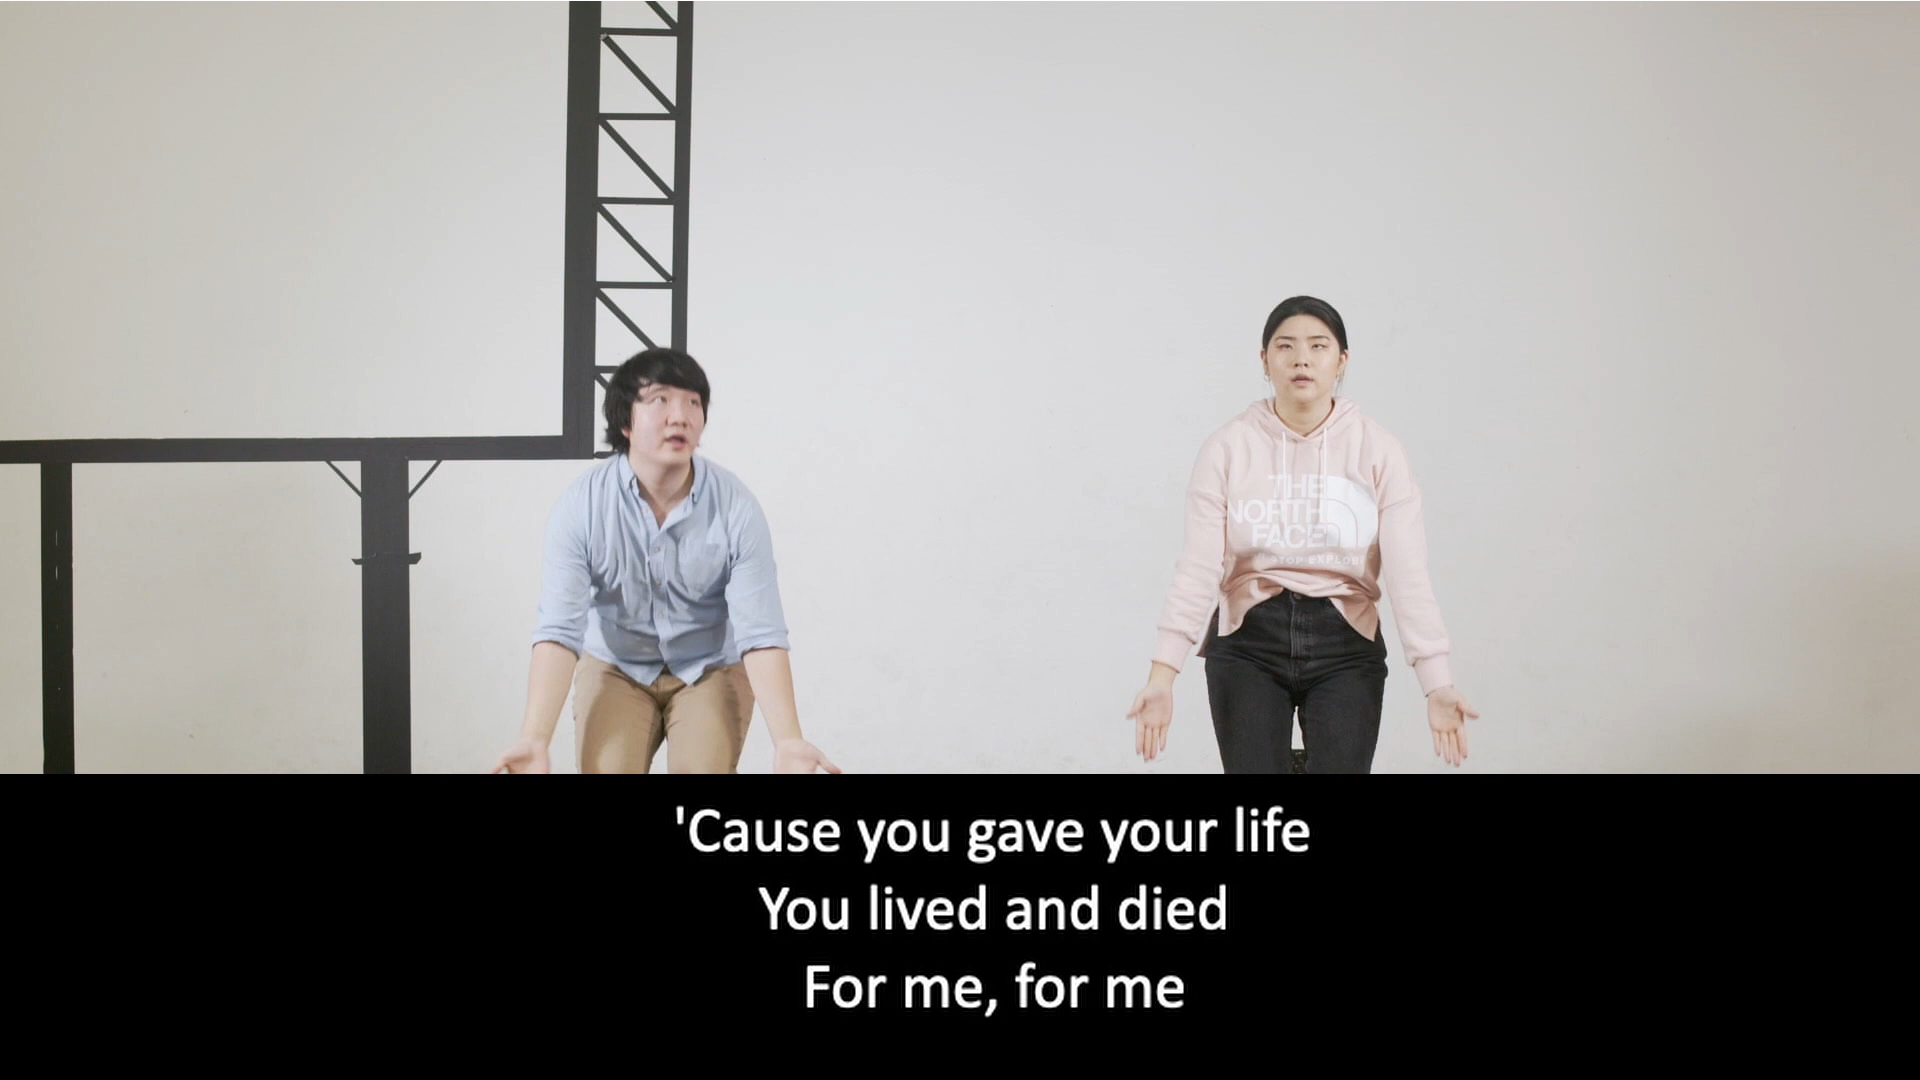 THE
NORTH
FACE
'Cause you gave your life
You lived and died
For me, for me